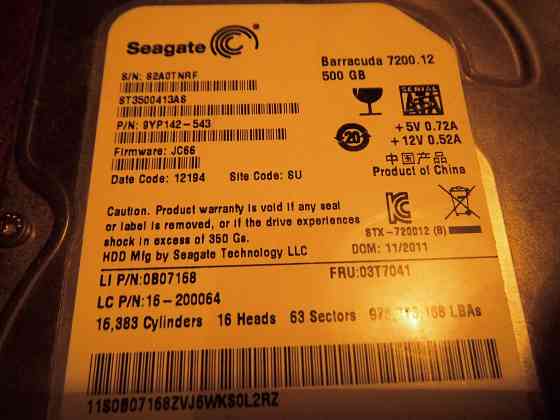 Seagate
Barracuda 7200.12
500 GB
S/N: S2A0TNRF
ST3500413AS
SERIAL
SATA
P/N: 9YP142-543
+5V 0.72A
+12V 0.52A
20
Firmware: JC66
中国产品
Product of China
Date Code: 12194 Site Code: SU
Caution. Product warranty is void if any seal
or label is removed, or if the drive experiences
shock in excess of 350 Gs.
HDD Mfg by Seagate Technology LLC
STX-720012 (B)
DOM: 11/2011
LI P/N:0B07168 FRU:03T7041
LC P/N:16-200064
16,383 Cylinders 16 Heads 63 Sectors LBAs
11S0B07168ZVJ6WKS0L2RZ